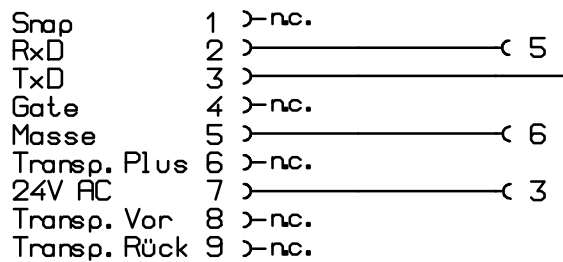 Snap 1 n.c.
RxD 2 5
TxD 3
Gate 4 n.c.
Masse 5 6
Transp. Plus 6 n.c.
24V AC 7 3
Transp. Vor 8 n.c.
Transp. Rück 9 n.c.